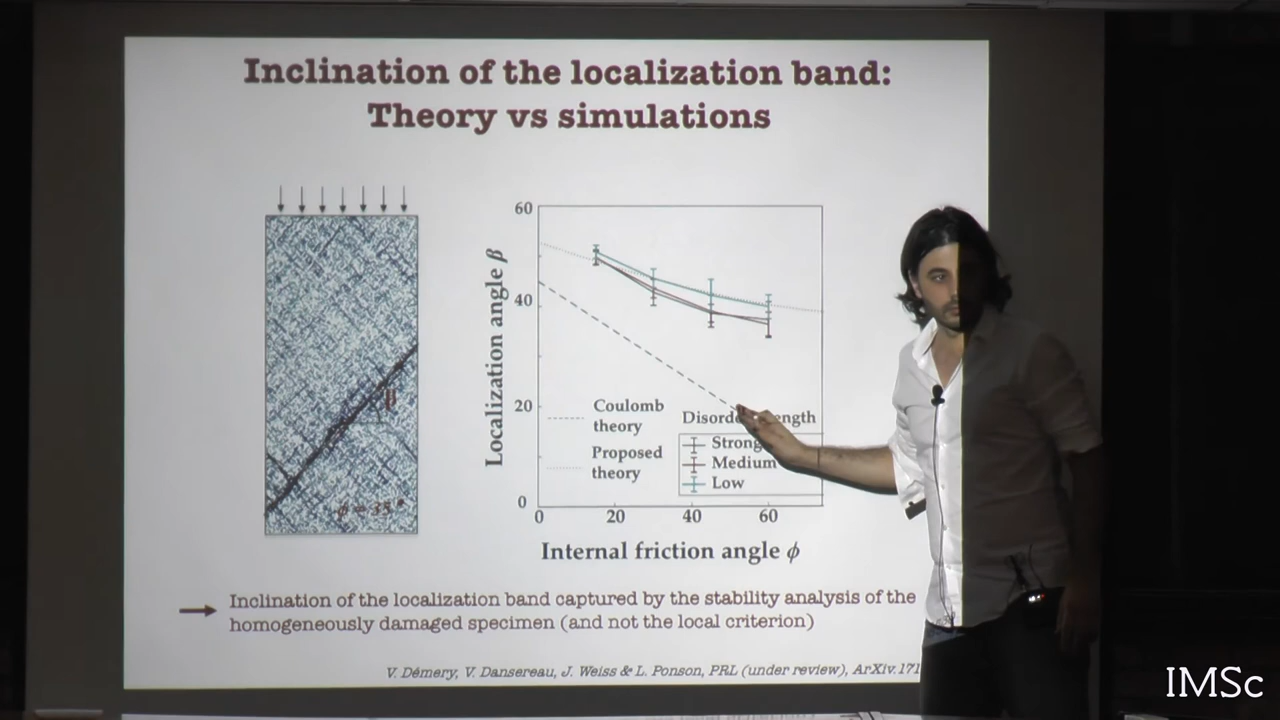 Inclination of the localization band:
Theory vs simulations
60
40
20
0
0
20
40
60
Localization angle β
Internal friction angle ϕ
Coulomb
theory
Proposed
theory
Strong
Medium
Low
β
ϕ = 35°
Inclination of the localization band captured by the stability analysis of the
homogeneously damaged specimen (and not the local criterion)
V. Démery, V. Dansereau, J. Weiss & L. Ponson, PRL (under review), ArXiv.171
IMSc